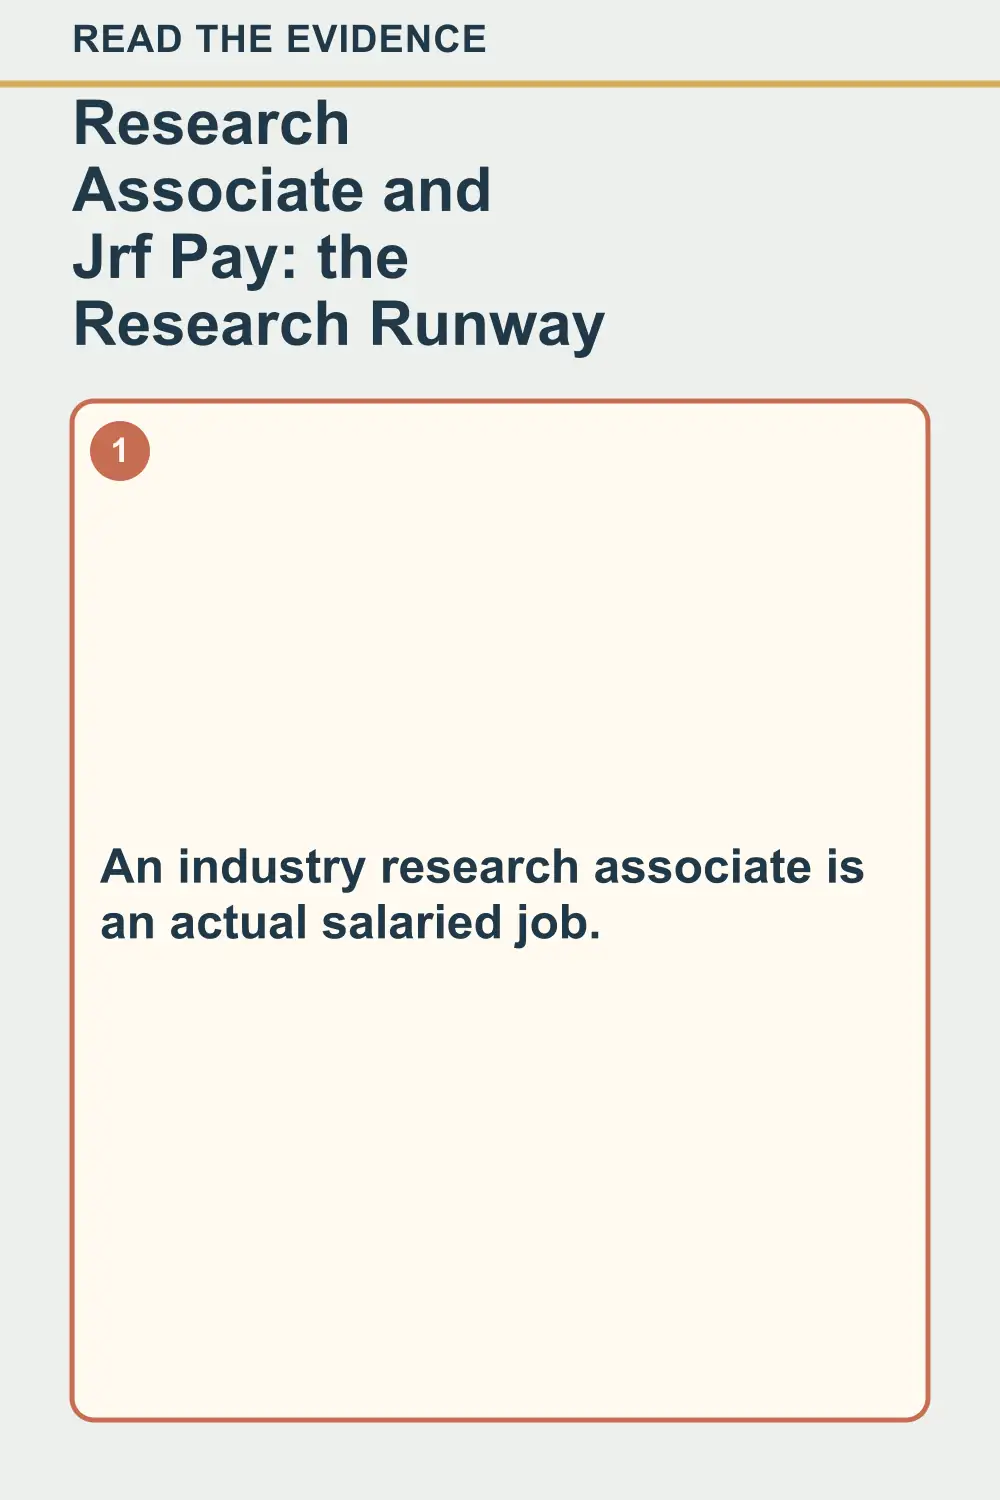 READ THE EVIDENCE
Research
Associate and
Jrf Pay: the
Research Runway
1
An industry research associate is
an actual salaried job.